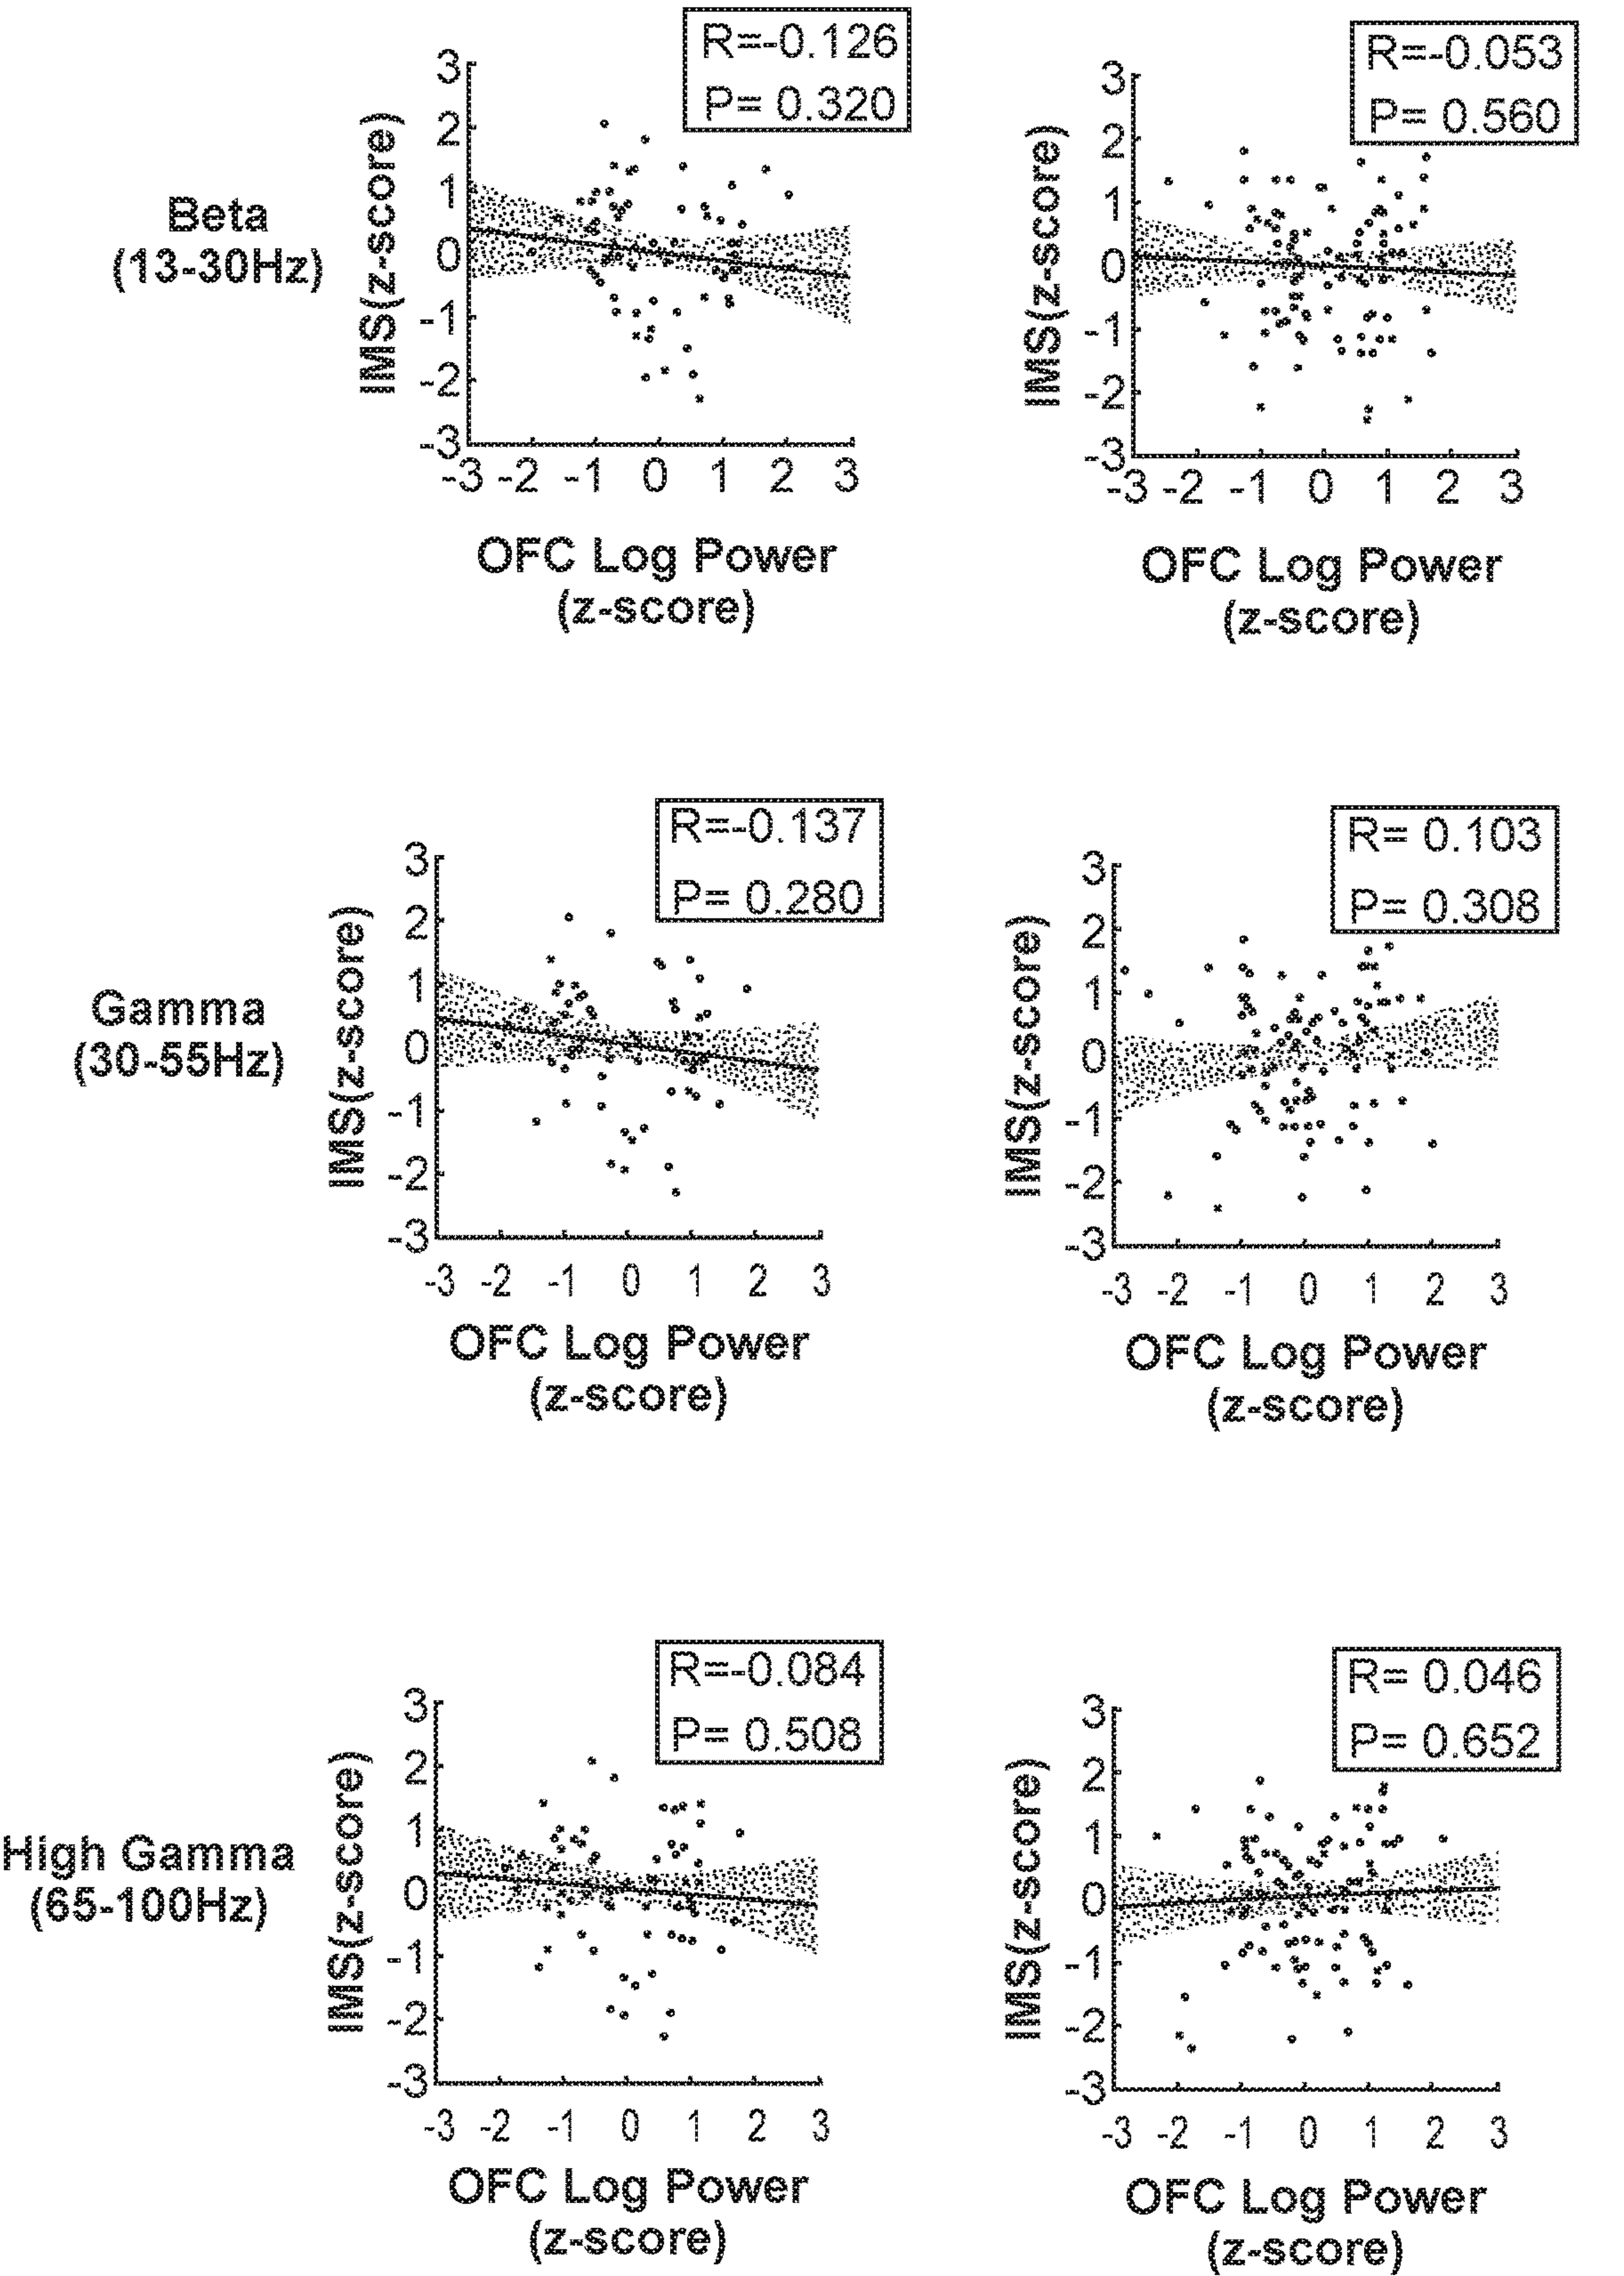 R=-0.126
P= 0.320
3
2
1
0
-1
-2
-3
IMS(z-score)
-3 -2 -1 0 1 2 3
OFC Log Power
(z-score)
Beta
(13-30Hz)
R=-0.053
P= 0.560
3
2
1
0
-1
-2
-3
IMS(z-score)
-3 -2 -1 0 1 2 3
OFC Log Power
(z-score)
Gamma
(30-55Hz)
R=-0.137
P= 0.280
3
2
1
0
-1
-2
-3
IMS(z-score)
-3 -2 -1 0 1 2 3
OFC Log Power
(z-score)
R= 0.103
P= 0.308
3
2
1
0
-1
-2
-3
IMS(z-score)
-3 -2 -1 0 1 2 3
OFC Log Power
(z-score)
High Gamma
(65-100Hz)
R=-0.084
P= 0.508
3
2
1
0
-1
-2
-3
IMS(z-score)
-3 -2 -1 0 1 2 3
OFC Log Power
(z-score)
R= 0.046
P= 0.652
3
2
1
0
-1
-2
-3
IMS(z-score)
-3 -2 -1 0 1 2 3
OFC Log Power
(z-score)